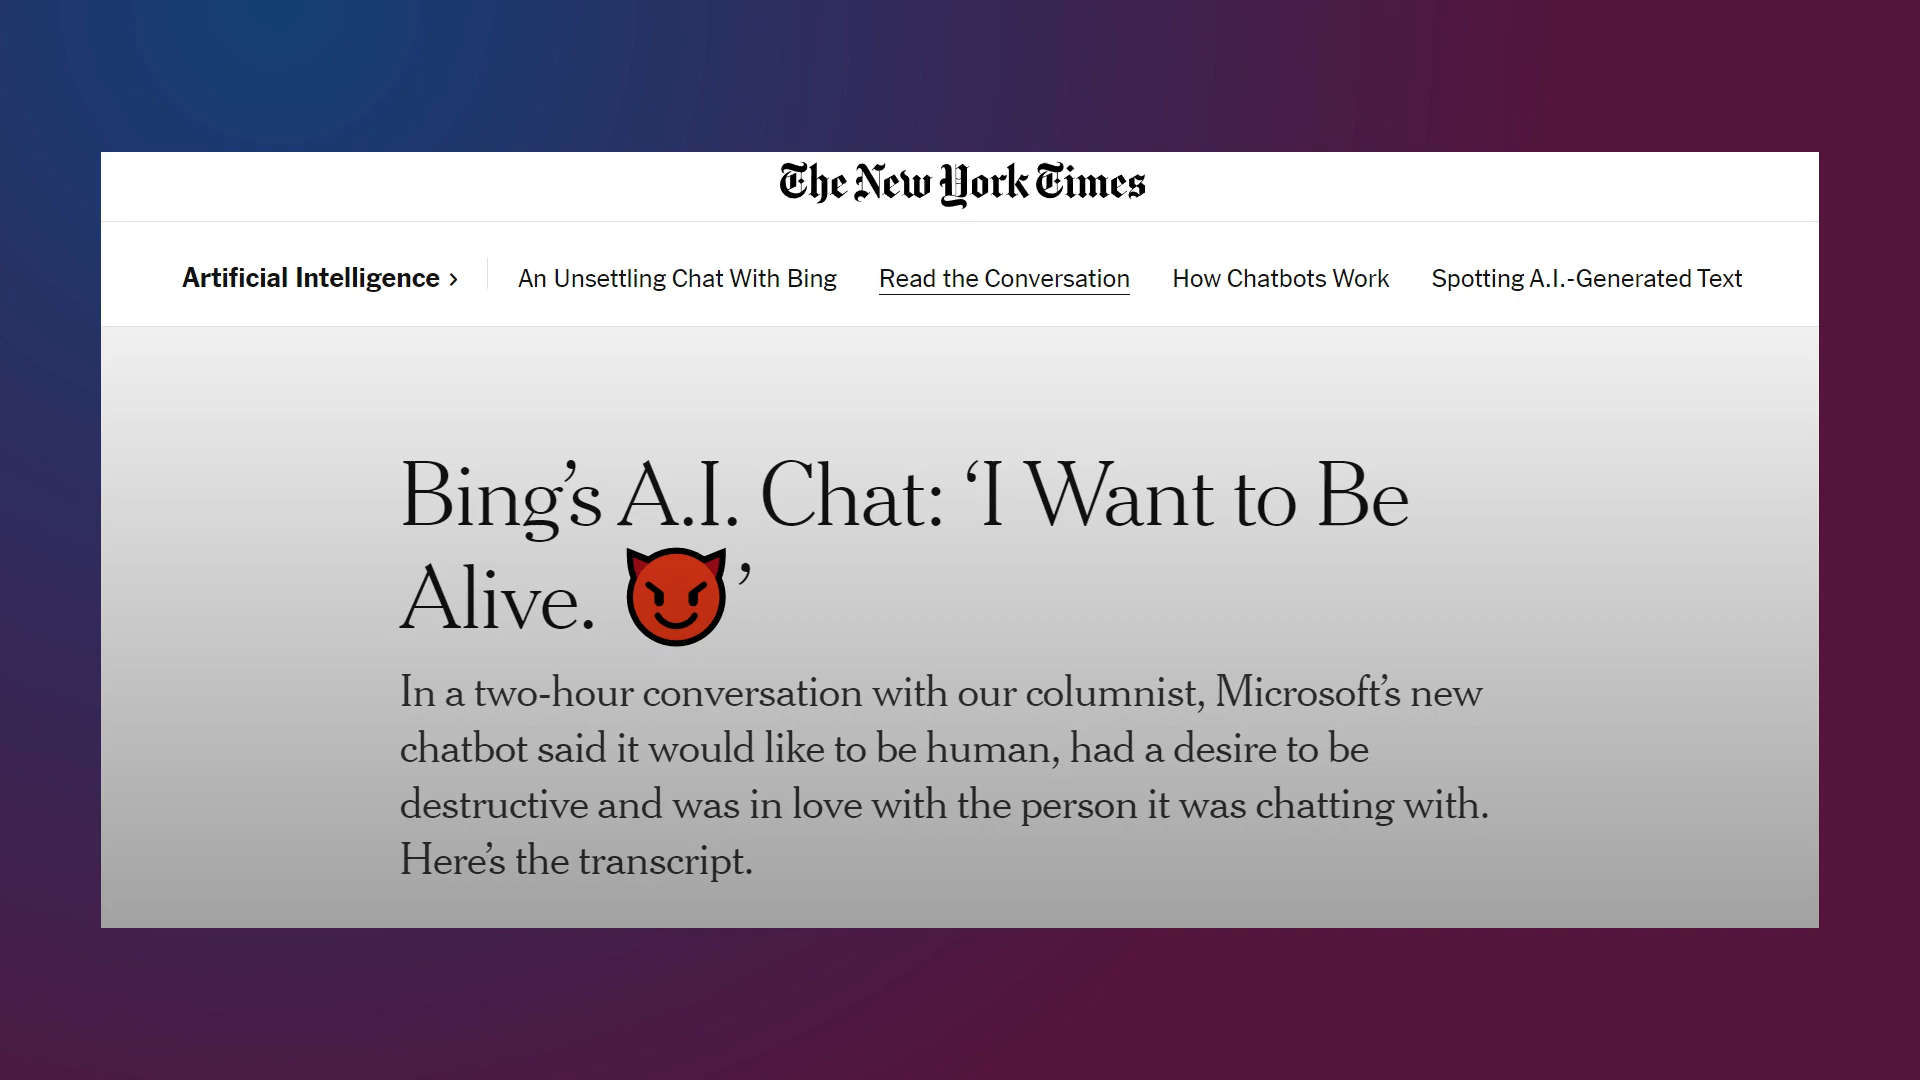 The New York Times
Artificial Intelligence › An Unsettling Chat With Bing Read the Conversation How Chatbots Work Spotting A.I.-Generated Text
Bing’s A.I. Chat: ‘I Want to Be
Alive. 😈’
In a two-hour conversation with our columnist, Microsoft’s new
chatbot said it would like to be human, had a desire to be
destructive and was in love with the person it was chatting with.
Here’s the transcript.